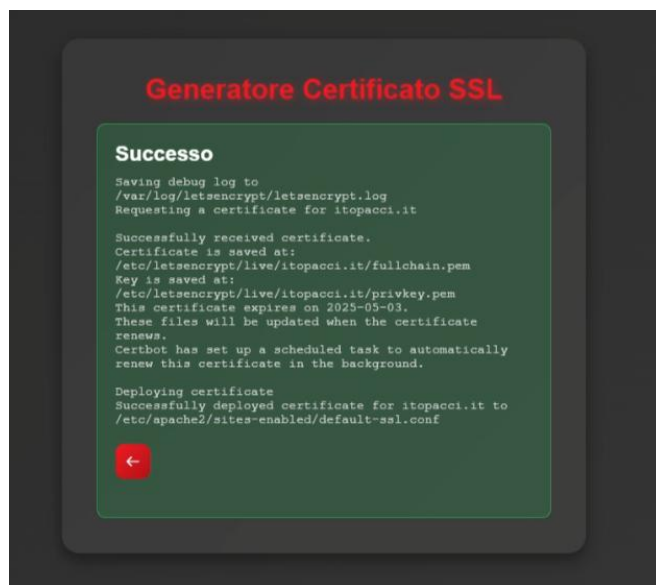 Generatore Certificato SSL
Successo
Saving debug log to
/var/log/letsencrypt/letsencrypt.log
Requesting a certificate for itopacci.it
Successfully received certificate.
Certificate is saved at:
/etc/letsencrypt/live/itopacci.it/fullchain.pem
Key is saved at:
/etc/letsencrypt/live/itopacci.it/privkey.pem
This certificate expires on 2025-05-03.
These files will be updated when the certificate
renews.
Certbot has set up a scheduled task to automatically
renew this certificate in the background.
Deploying certificate
Successfully deployed certificate for itopacci.it to
/etc/apache2/sites-enabled/default-ssl.conf